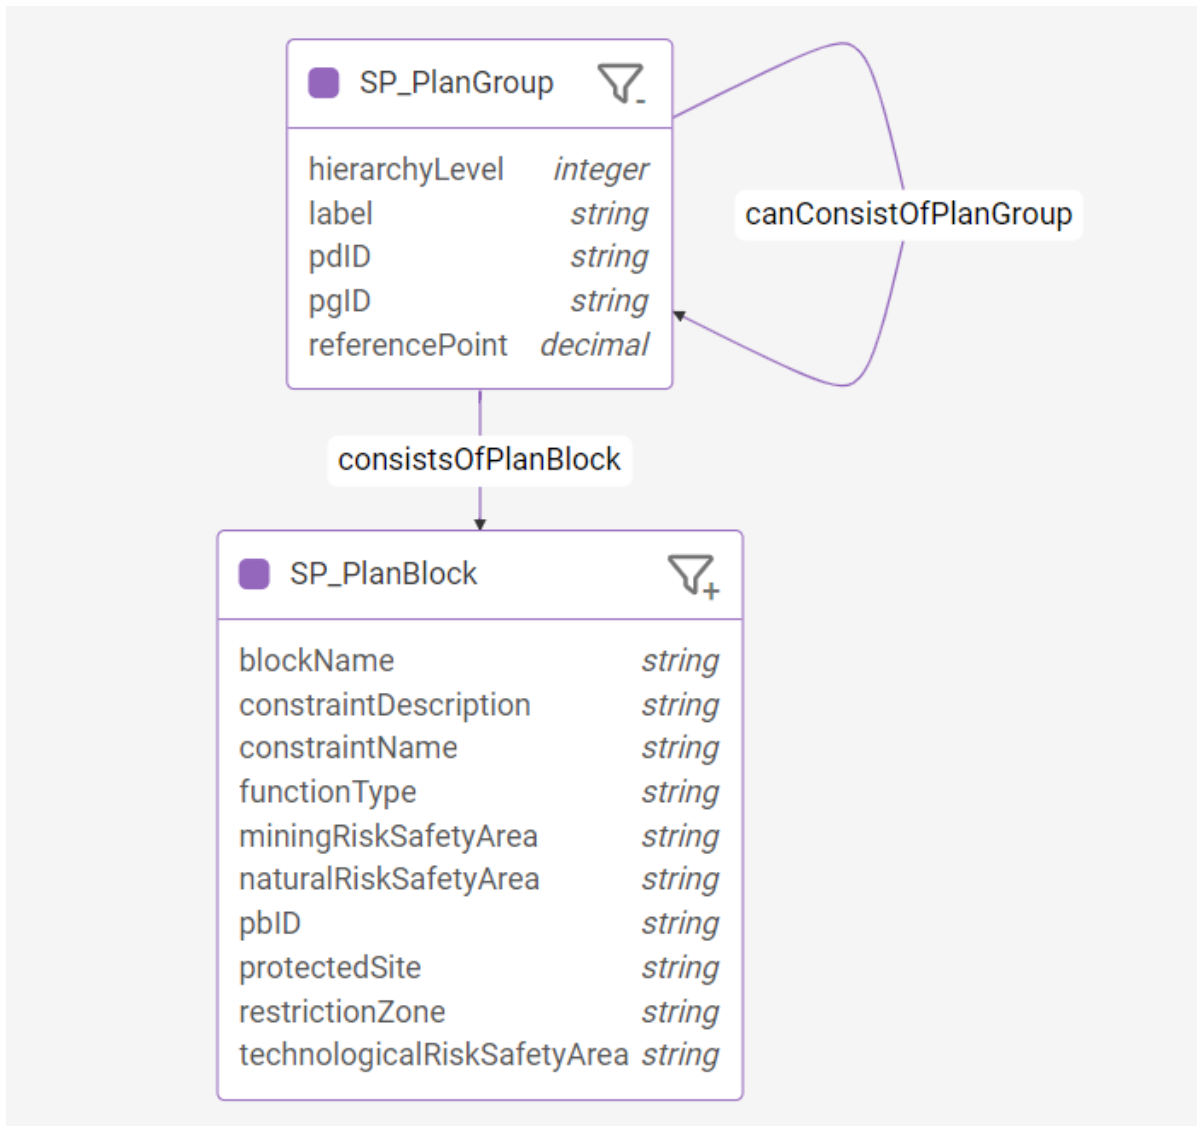 SP_PlanGroup
hierarchyLevel integer
label string
pdID string
pgID string
referencePoint decimal
canConsistOfPlanGroup
consistsOfPlanBlock
SP_PlanBlock
blockName string
constraintDescription string
constraintName string
functionType string
miningRiskSafetyArea string
naturalRiskSafetyArea string
pbID string
protectedSite string
restrictionZone string
technologicalRiskSafetyArea string